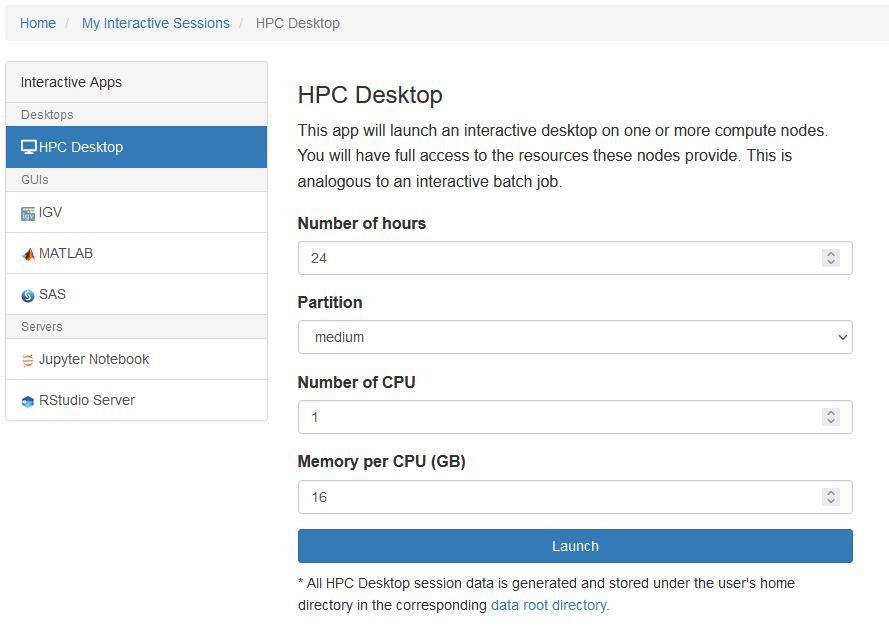 Home / My Interactive Sessions / HPC Desktop
Interactive Apps
Desktops
HPC Desktop
GUIs
IGV
MATLAB
SAS
Servers
Jupyter Notebook
RStudio Server
HPC Desktop
This app will launch an interactive desktop on one or more compute nodes.
You will have full access to the resources these nodes provide. This is
analogous to an interactive batch job.
Number of hours
24
Partition
medium
Number of CPU
1
Memory per CPU (GB)
16
Launch
* All HPC Desktop session data is generated and stored under the user's home
directory in the corresponding data root directory.